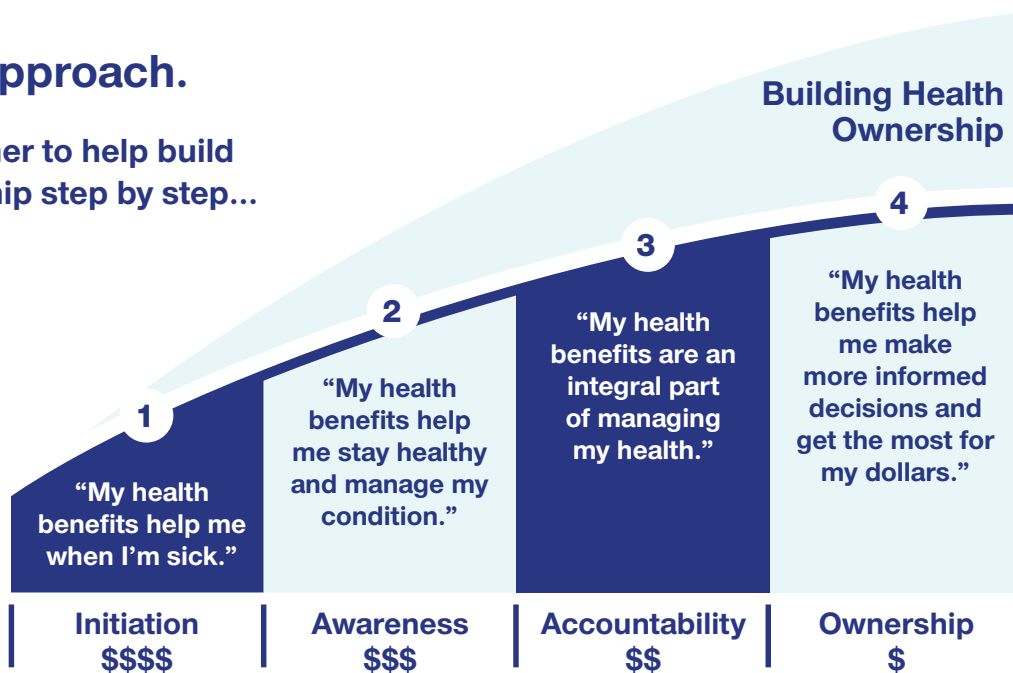 pproach.
er to help build
ip step by step...
Building Health
Ownership
1
“My health
benefits help me
when I’m sick.”
2
“My health
benefits help
me stay healthy
and manage my
condition.”
3
“My health
benefits are an
integral part
of managing
my health.”
4
“My health
benefits help
me make
more informed
decisions and
get the most for
my dollars.”
Initiation
$$$$
Awareness
$$$
Accountability
$$
Ownership
$